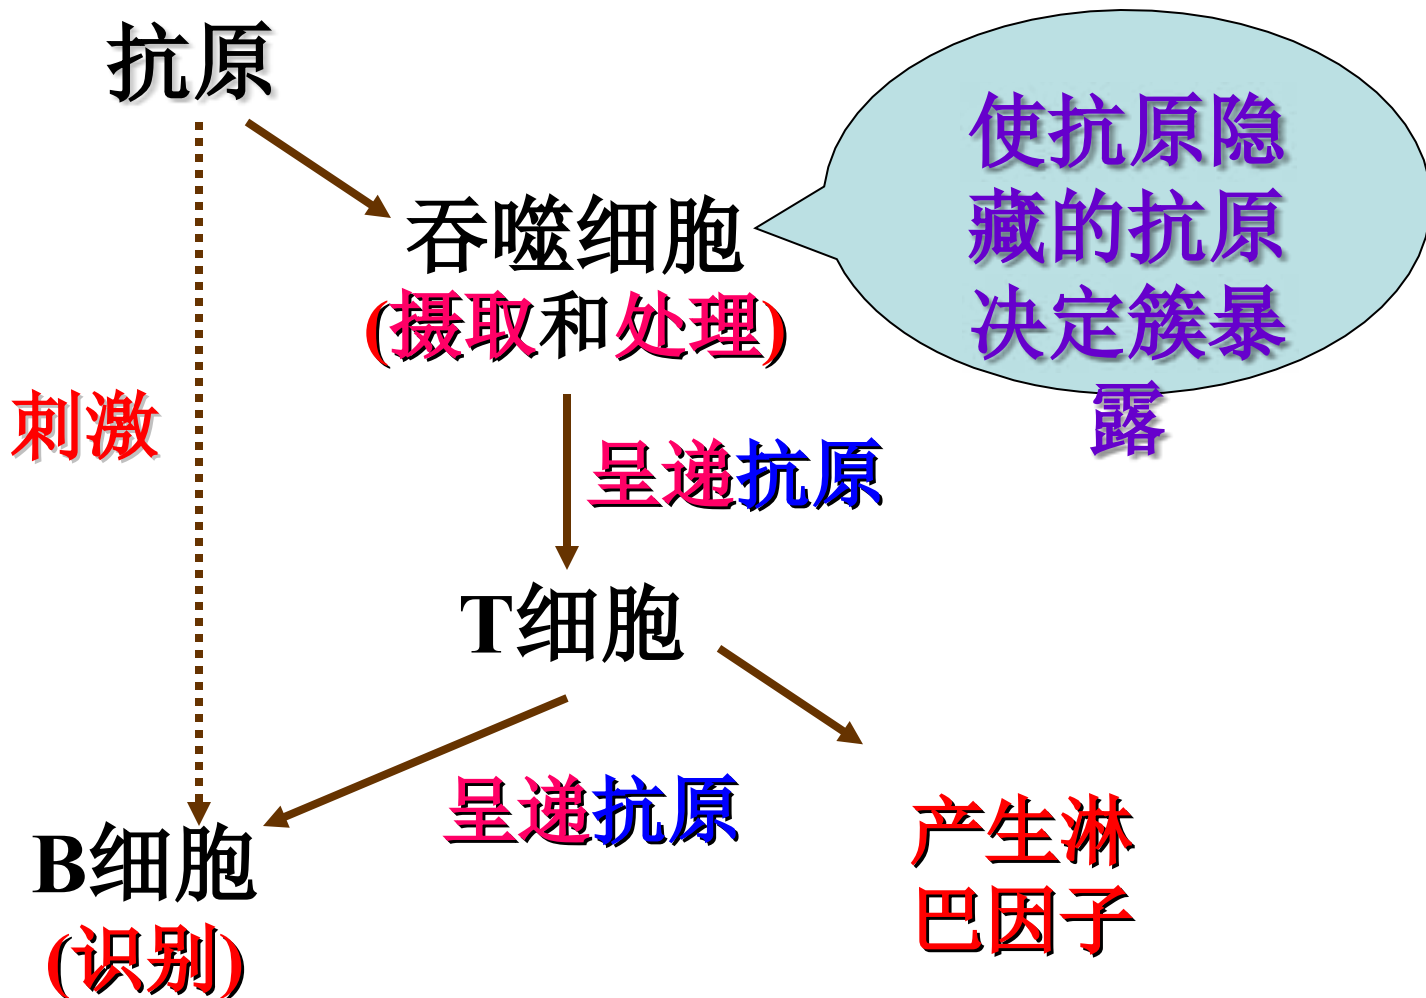 抗原
使抗原隐
藏的抗原
决定簇暴
露
吞噬细胞
(摄取和处理)
刺激
呈递抗原
T细胞
呈递抗原
产生淋
巴因子
B细胞
(识别)